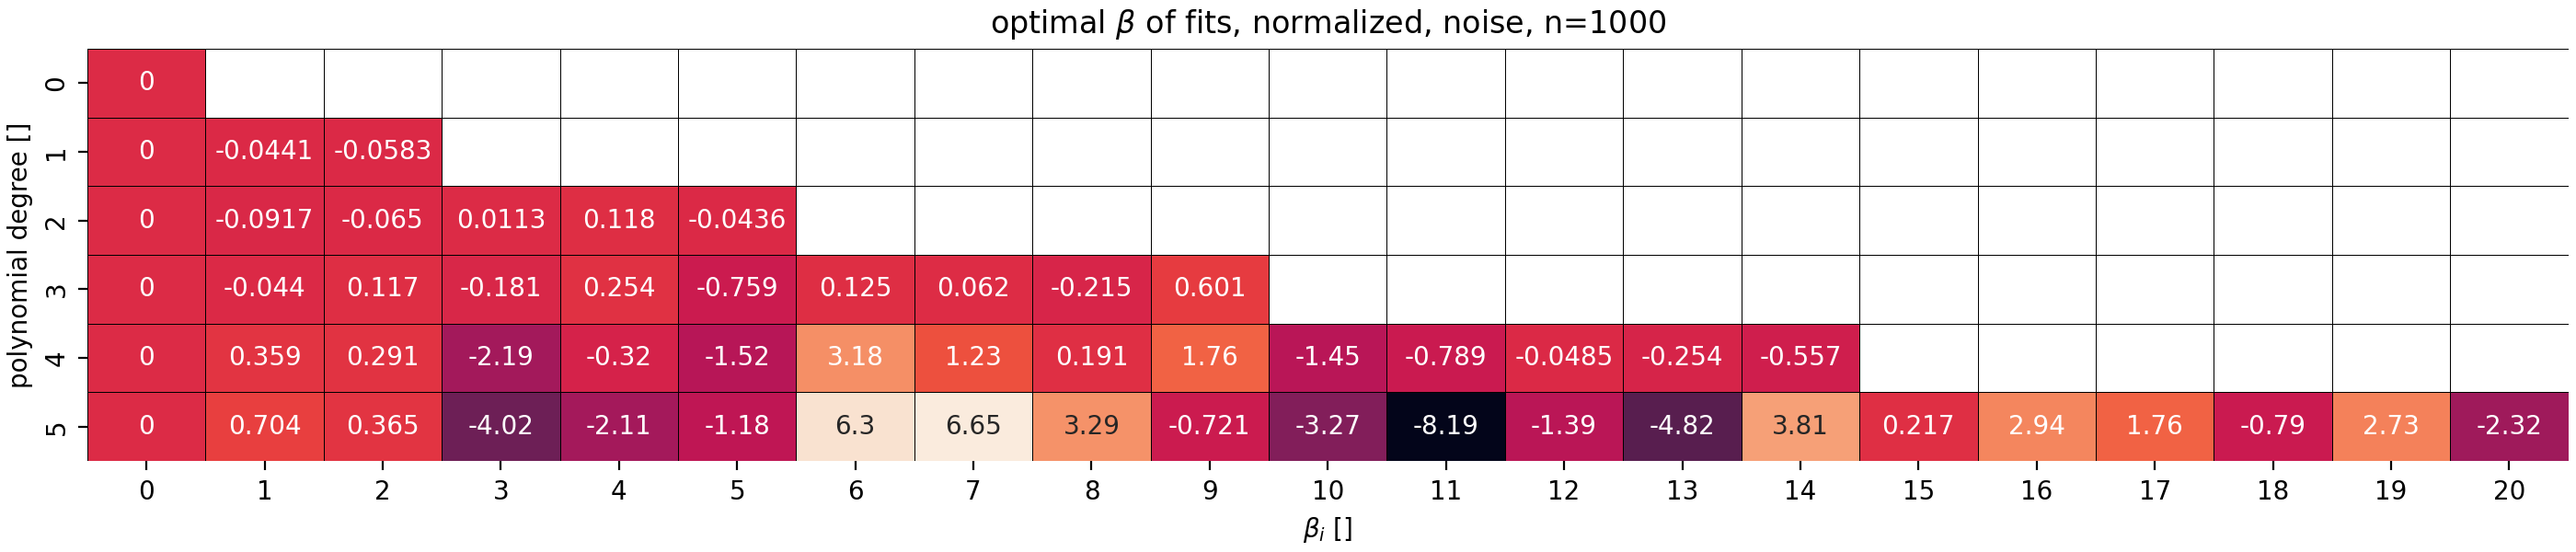 optimal β of fits, normalized, noise, n=1000
polynomial degree []
0 0
1 0 -0.0441 -0.0583
2 0 -0.0917 -0.065 0.0113 0.118 -0.0436
3 0 -0.044 0.117 -0.181 0.254 -0.759 0.125 0.062 -0.215 0.601
4 0 0.359 0.291 -2.19 -0.32 -1.52 3.18 1.23 0.191 1.76 -1.45 -0.789 -0.0485 -0.254 -0.557
5 0 0.704 0.365 -4.02 -2.11 -1.18 6.3 6.65 3.29 -0.721 -3.27 -8.19 -1.39 -4.82 3.81 0.217 2.94 1.76 -0.79 2.73 -2.32
0 1 2 3 4 5 6 7 8 9 10 11 12 13 14 15 16 17 18 19 20
βi []